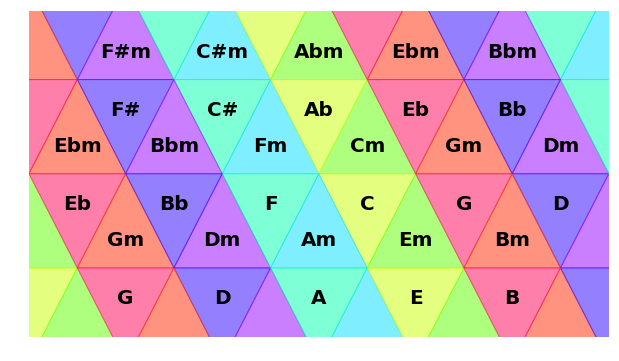 F#m C#m Abm Ebm Bbm
F# C# Ab Eb Bb
Ebm Bbm Fm Cm Gm Dm
Eb Bb F C G D
Gm Dm Am Em Bm
G D A E B